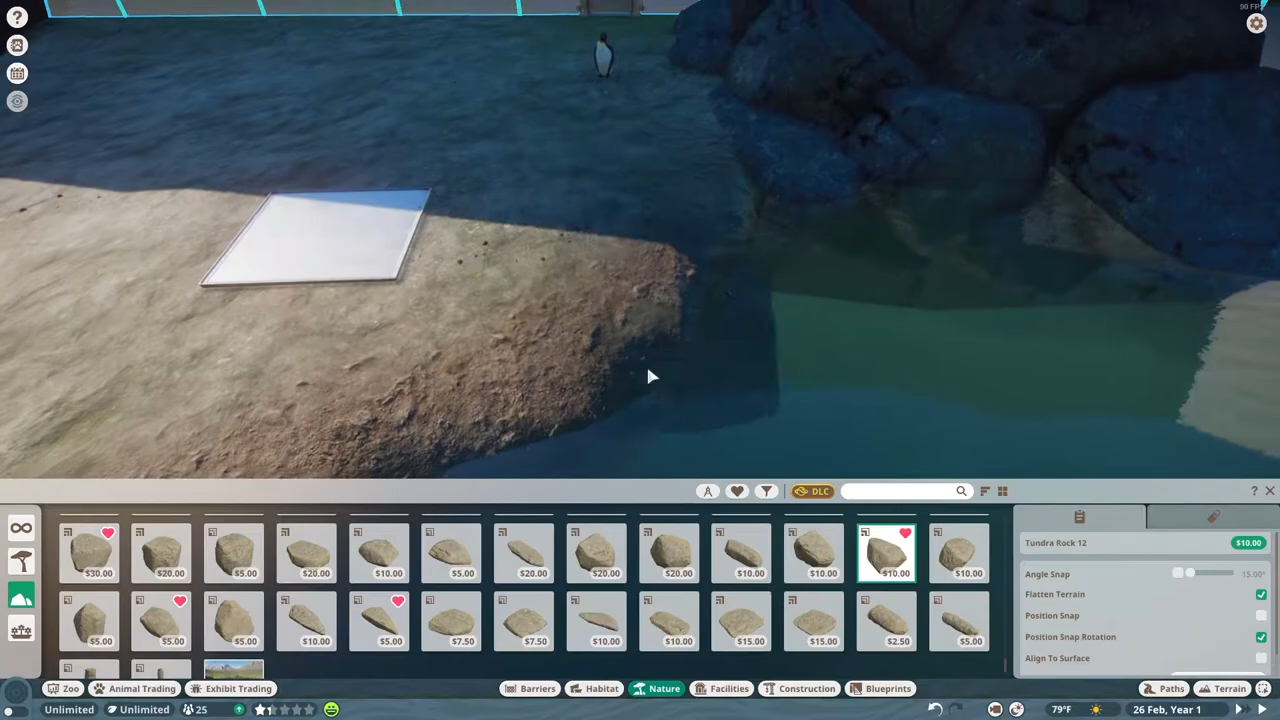 90 FPS
?
DLC
? ×
$30.00 $20.00 $5.00 $20.00 $10.00 $5.00 $20.00 $20.00 $20.00 $10.00 $10.00 $10.00 $10.00
$5.00 $5.00 $5.00 $10.00 $5.00 $7.50 $7.50 $10.00 $10.00 $15.00 $15.00 $2.50 $5.00
Tundra Rock 12 $10.00
Angle Snap 15.00°
Flatten Terrain
Position Snap
Position Snap Rotation
Align To Surface
Zoo Animal Trading Exhibit Trading Barriers Habitat Nature Facilities Construction Blueprints Paths Terrain
Unlimited Unlimited 25 79°F 26 Feb, Year 1